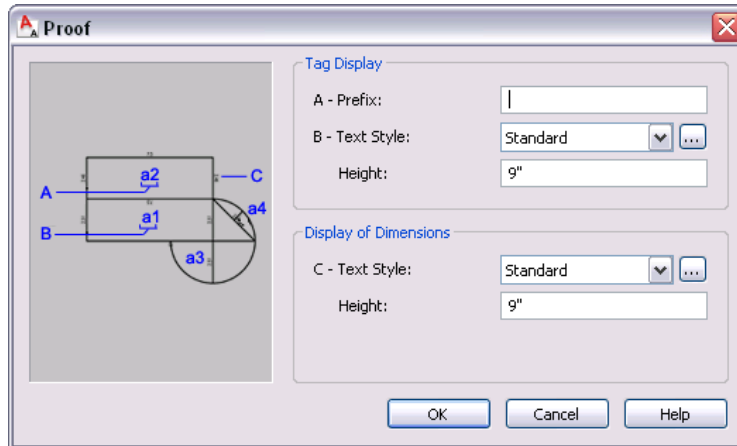 Proof
Tag Display
A - Prefix:
B - Text Style: Standard ...
Height: 9"
Display of Dimensions
C - Text Style: Standard ...
Height: 9"
A
a2
C
B
a1
a4
a3
OK Cancel Help